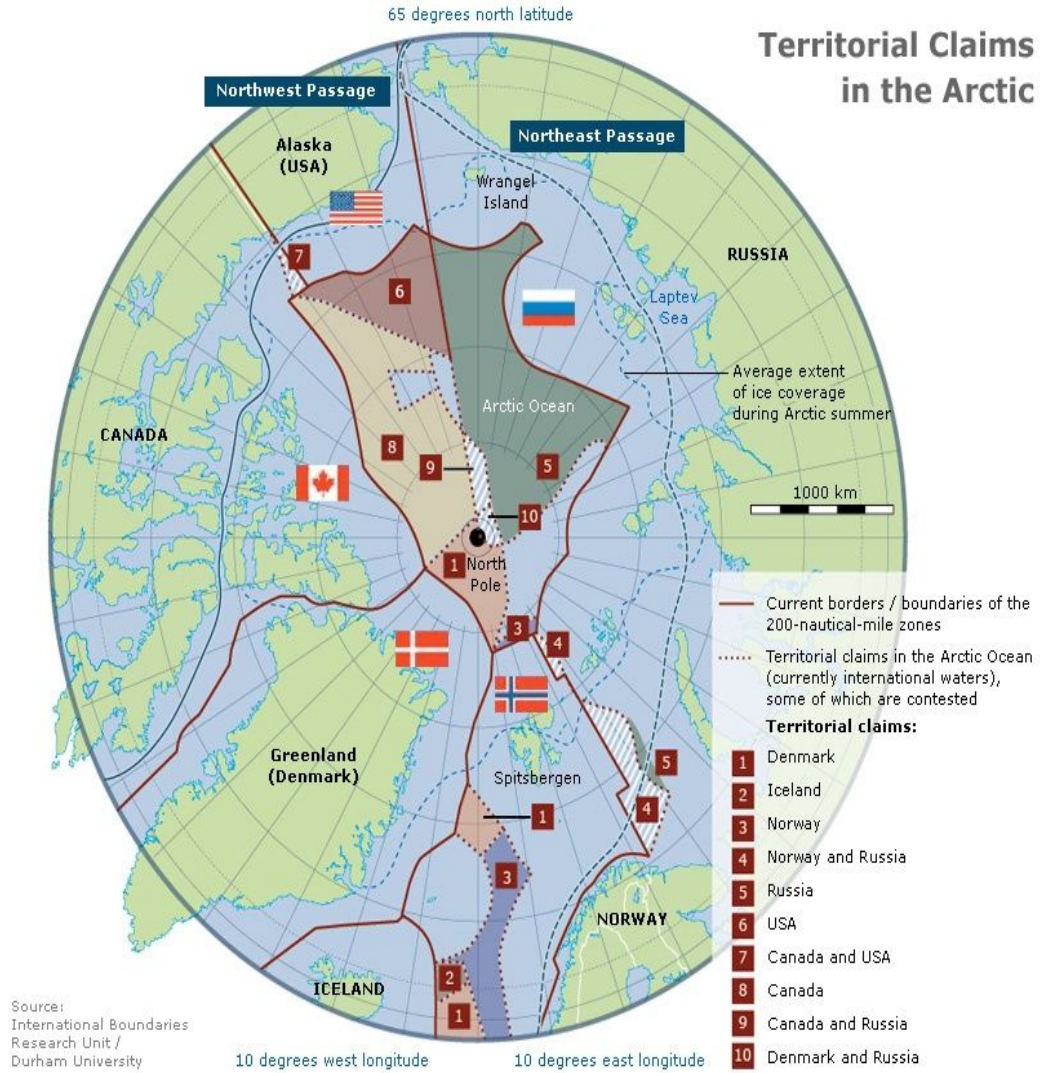 65 degrees north latitude
Territorial Claims
in the Arctic
Northwest Passage
Northeast Passage
Alaska
(USA)
Wrangel
Island
RUSSIA
7
6
Laptev
Sea
Average extent
of ice coverage
during Arctic summer
Arctic Ocean
CANADA
8
9
5
10
1000 km
1
North
Pole
3
4
Greenland
(Denmark)
Spitsbergen
5
4
1
3
NORWAY
ICELAND
2
1
Current borders / boundaries of the
200-nautical-mile zones
Territorial claims in the Arctic Ocean
(currently international waters),
some of which are contested
Territorial claims:
1 Denmark
2 Iceland
3 Norway
4 Norway and Russia
5 Russia
6 USA
7 Canada and USA
8 Canada
9 Canada and Russia
10 Denmark and Russia
Source:
International Boundaries
Research Unit /
Durham University
10 degrees west longitude
10 degrees east longitude